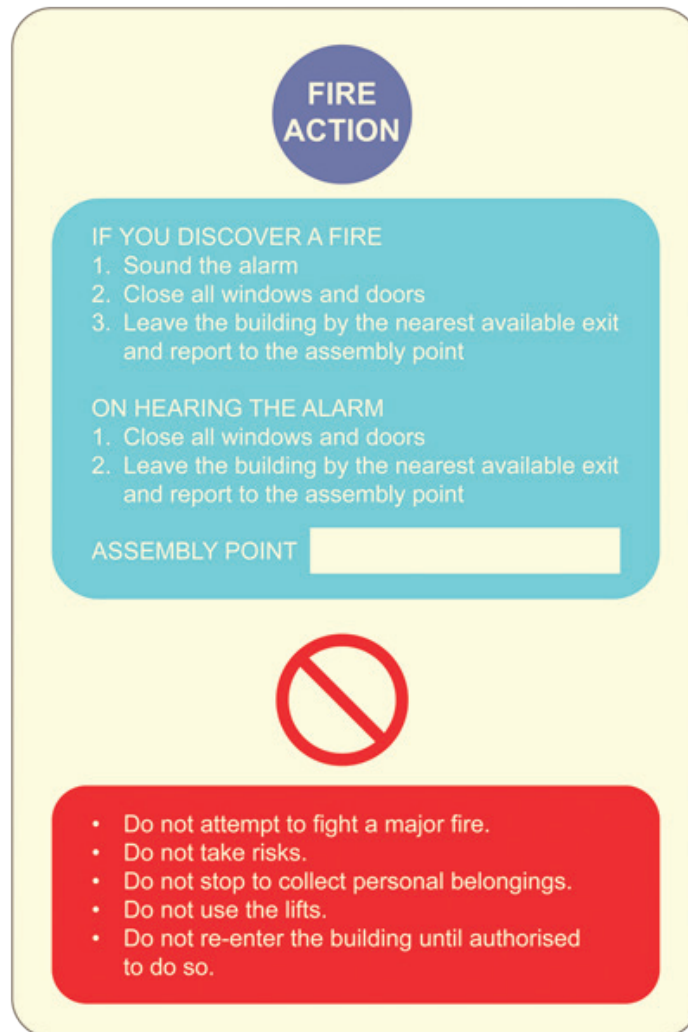 FIRE
ACTION
IF YOU DISCOVER A FIRE
1. Sound the alarm
2. Close all windows and doors
3. Leave the building by the nearest available exit
and report to the assembly point
ON HEARING THE ALARM
1. Close all windows and doors
2. Leave the building by the nearest available exit
and report to the assembly point
ASSEMBLY POINT
• Do not attempt to fight a major fire.
• Do not take risks.
• Do not stop to collect personal belongings.
• Do not use the lifts.
• Do not re-enter the building until authorised
to do so.